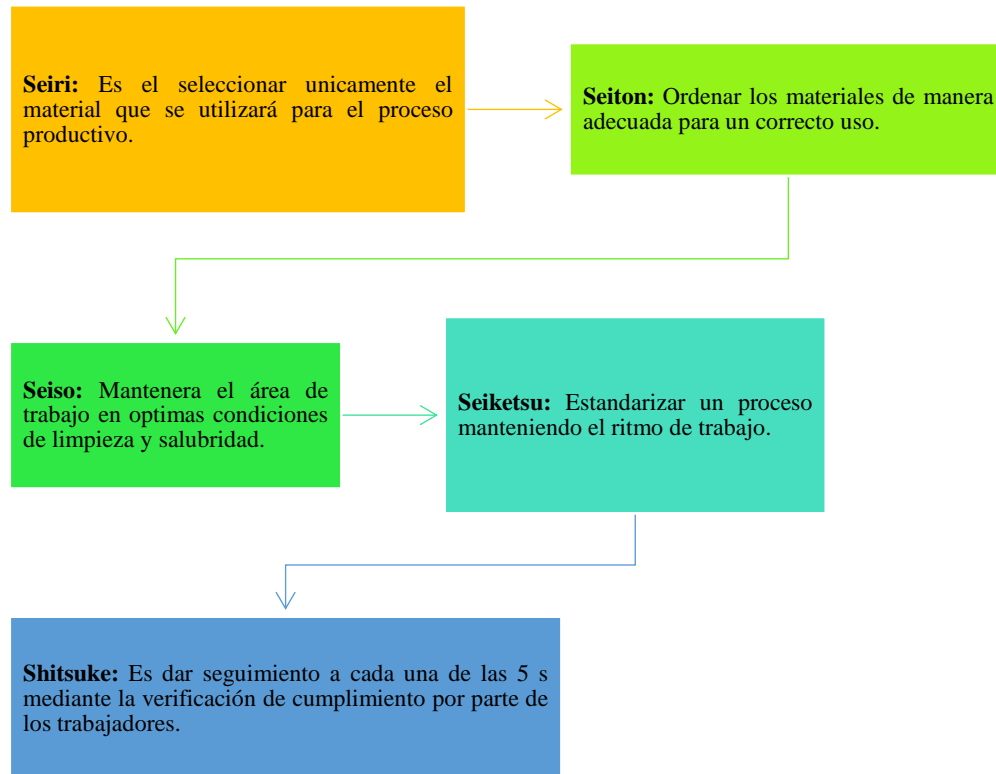 Seiri: Es el seleccionar unicamente el
material que se utilizará para el proceso
productivo.
Seiton: Ordenar los materiales de manera
adecuada para un correcto uso.
Seiso: Mantenera el área de
trabajo en optimas condiciones
de limpieza y salubridad.
Seiketsu: Estandarizar un proceso
manteniendo el ritmo de trabajo.
Shitsuke: Es dar seguimiento a cada una de las 5 s
mediante la verificación de cumplimiento por parte de
los trabajadores.